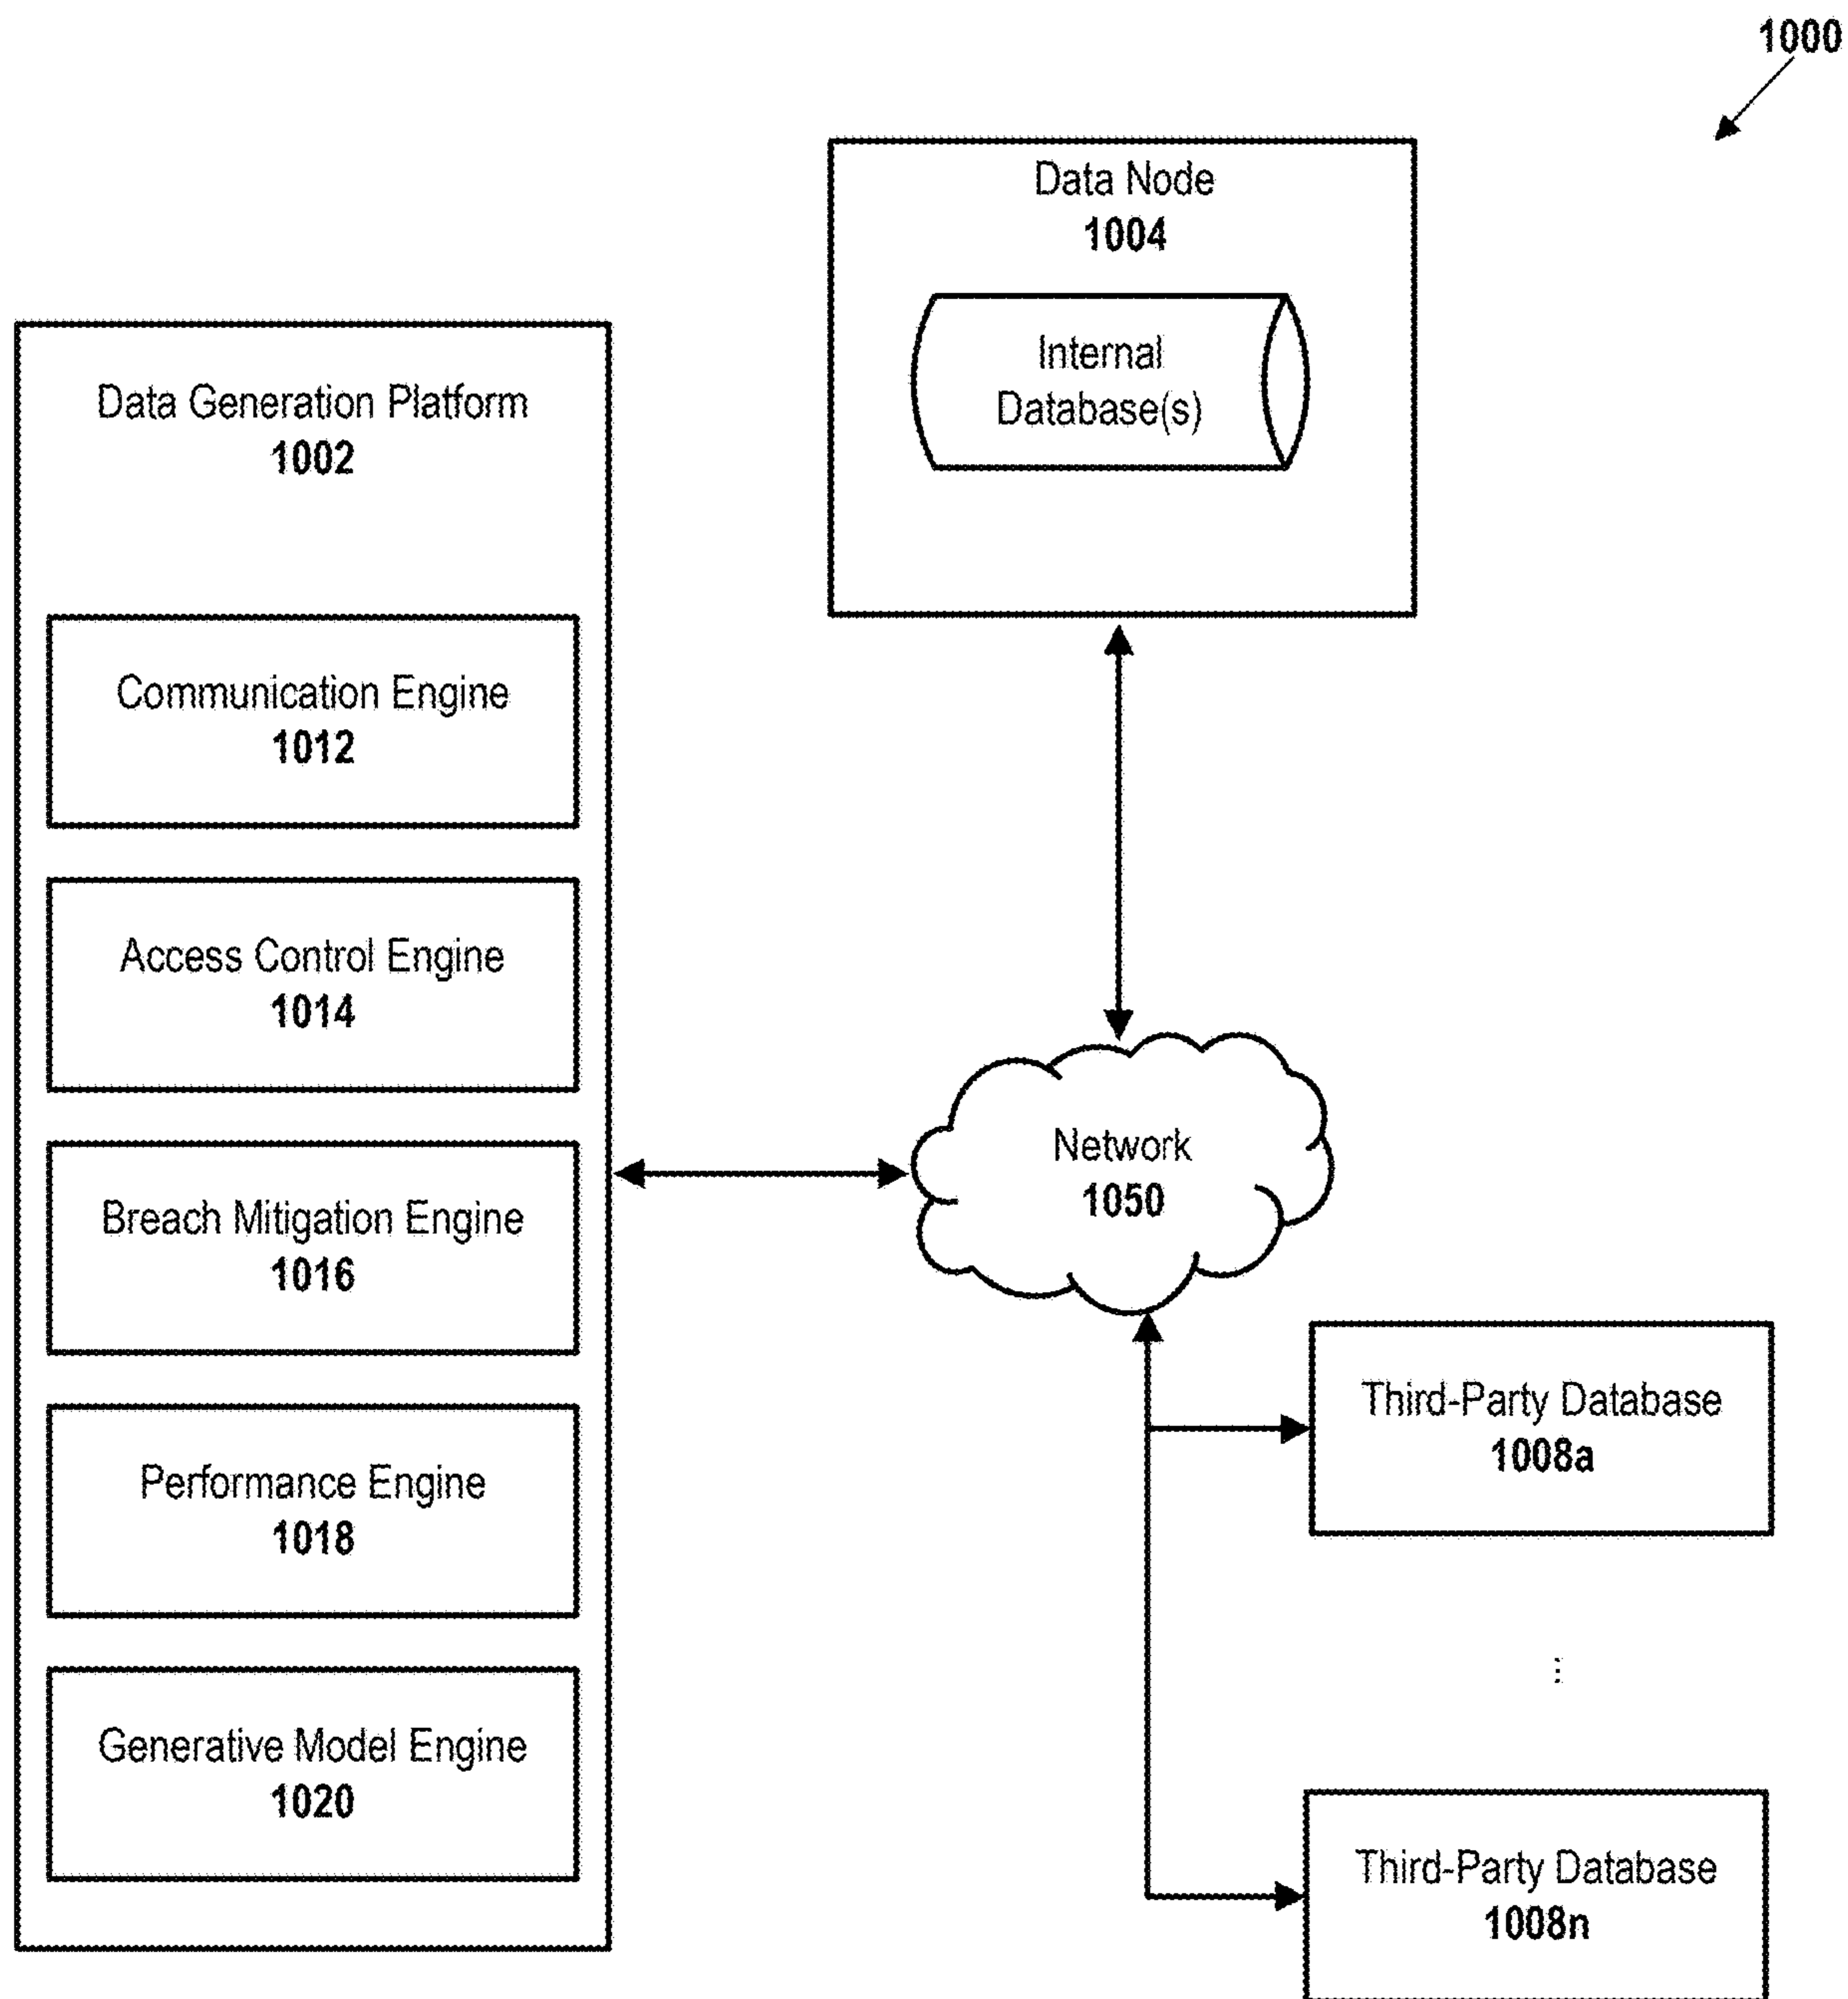 1000
Data Node
1004
Internal
Database(s)
Data Generation Platform
1002
Communication Engine
1012
Access Control Engine
1014
Breach Mitigation Engine
1016
Performance Engine
1018
Generative Model Engine
1020
Network
1050
Third-Party Database
1008a
⋮
Third-Party Database
1008n